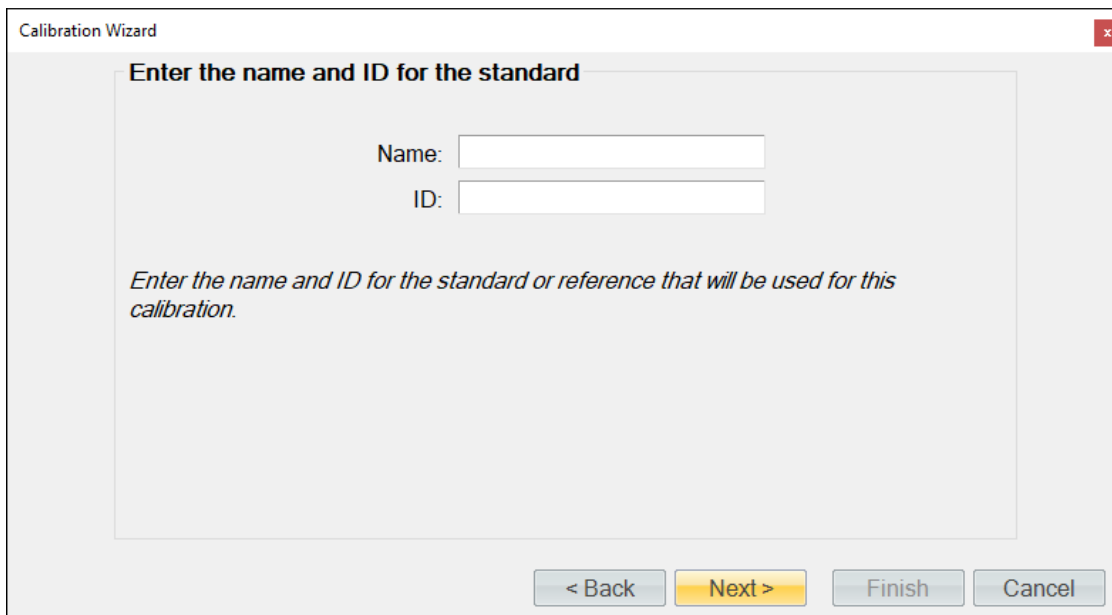 Calibration Wizard
x
Enter the name and ID for the standard
Name:
ID:
Enter the name and ID for the standard or reference that will be used for this
calibration.
< Back Next > Finish Cancel